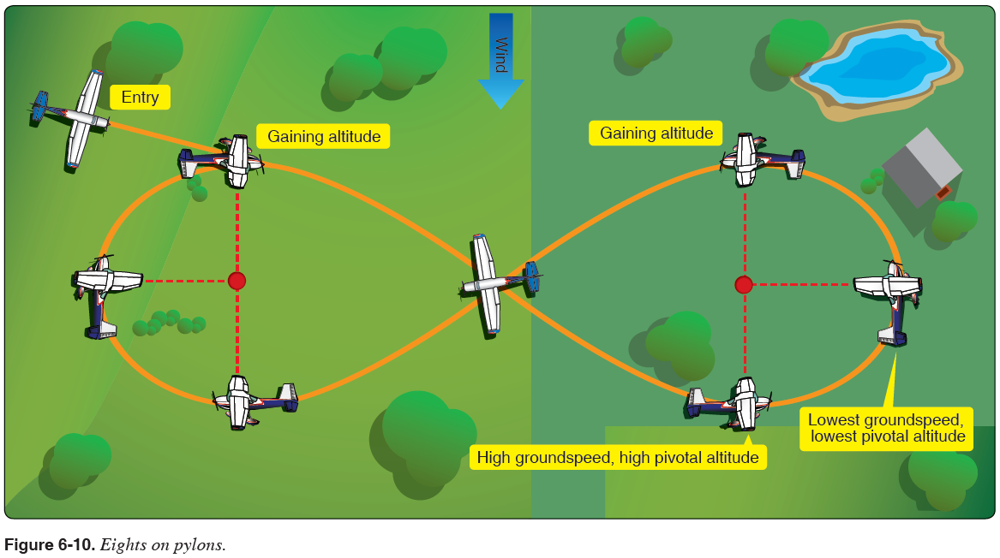 Wind
Entry
Gaining altitude
Gaining altitude
Lowest groundspeed,
lowest pivotal altitude
High groundspeed, high pivotal altitude
Figure 6-10. Eights on pylons.